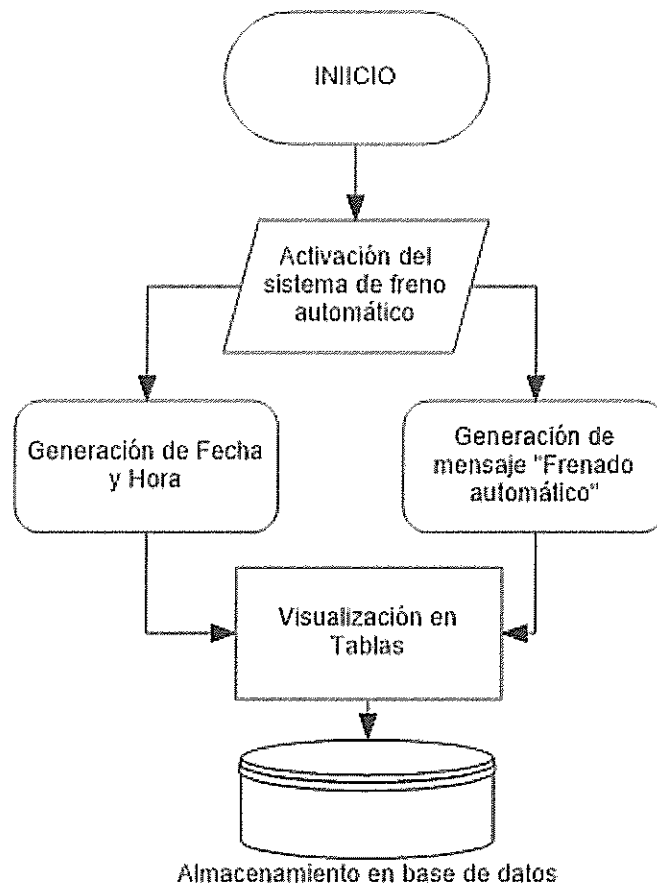 INIICIO
Activación del
sistema de freno
automático
Generación de Fecha
y Hora
Generación de
mensaje "Frenado
automático"
Visualización en
Tablas
Almacenamiento en base de datos